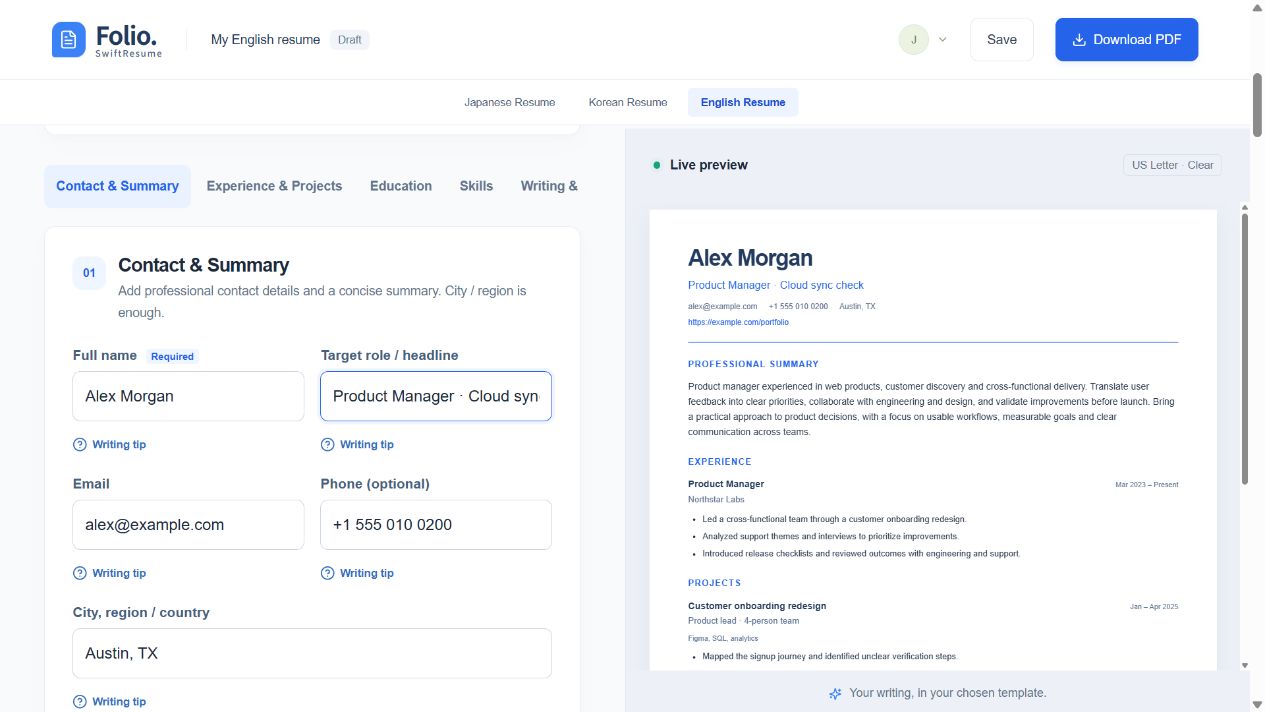 Folio.
SwiftResume
My English resume
Draft
J
Save
Download PDF
Japanese Resume
Korean Resume
English Resume
Contact & Summary
Experience & Projects
Education
Skills
Writing &
01
Contact & Summary
Add professional contact details and a concise summary. City / region is
enough.
Full name Required
Target role / headline
Alex Morgan
Product Manager · Cloud syn
Writing tip
Writing tip
Email
Phone (optional)
alex@example.com
+1 555 010 0200
Writing tip
Writing tip
City, region / country
Austin, TX
Writing tip
Live preview
US Letter · Clear
Alex Morgan
Product Manager · Cloud sync check
alex@example.com +1 555 010 0200 Austin, TX
https://example.com/portfolio
PROFESSIONAL SUMMARY
Product manager experienced in web products, customer discovery and cross-functional delivery. Translate user
feedback into clear priorities, collaborate with engineering and design, and validate improvements before launch. Bring
a practical approach to product decisions, with a focus on usable workflows, measurable goals and clear
communication across teams.
EXPERIENCE
Product Manager Mar 2023 – Present
Northstar Labs
• Led a cross-functional team through a customer onboarding redesign.
• Analyzed support themes and interviews to prioritize improvements.
• Introduced release checklists and reviewed outcomes with engineering and support.
PROJECTS
Customer onboarding redesign Jan – Apr 2025
Product lead · 4-person team
Figma, SQL, analytics
• Mapped the signup journey and identified unclear verification steps.
Your writing, in your chosen template.